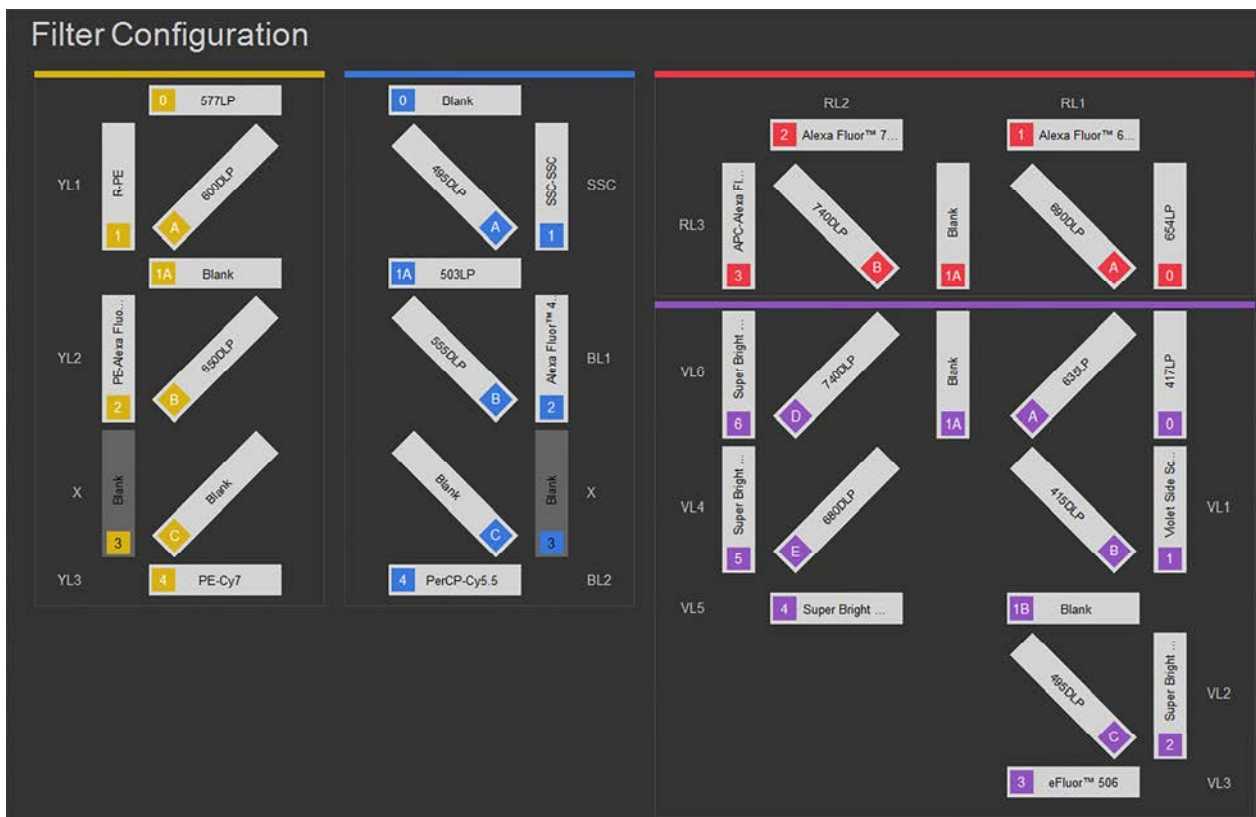 Filter Configuration
0 577LP
YL1
1 R-PE
A 600DLP
1A Blank
YL2
2 PE-Alexa Fluo...
B 650DLP
X
3 Blank
C Blank
YL3
4 PE-Cy7
0 Blank
A 495DLP
1 SSC-SSC
SSC
1A 503LP
B 555DLP
2 Alexa Fluor™ 4...
BL1
C Blank
3 Blank
X
4 PerCP-Cy5.5
BL2
RL2
RL1
2 Alexa Fluor™ 7...
1 Alexa Fluor™ 6...
RL3
3 APC-Alexa Fl...
B 740DLP
1A Blank
A 690DLP
0 654LP
VL6
6 Super Bright ...
D 740DLP
1A Blank
A 635LP
0 417LP
VL4
5 Super Bright ...
E 680DLP
B 415DLP
1 Violet Side Sc...
VL1
VL5
4 Super Bright ...
1B Blank
C 495DLP
2 Super Bright ...
VL2
3 eFluor™ 506
VL3